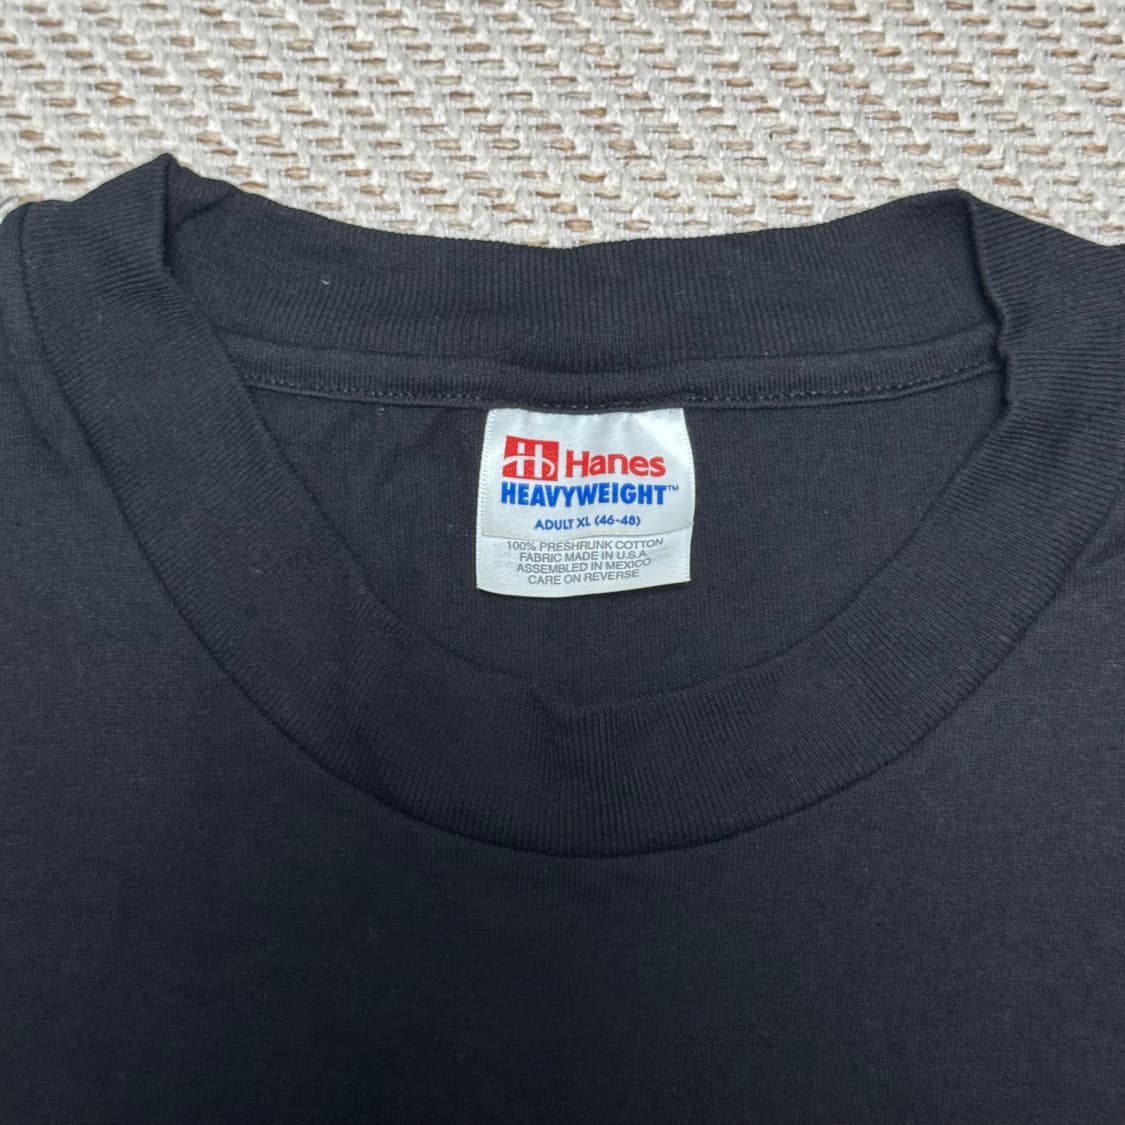 Hanes
HEAVYWEIGHT™
ADULT XL (46-48)
100% PRESHRUNK COTTON
FABRIC MADE IN U.S.A.
ASSEMBLED IN MEXICO
CARE ON REVERSE